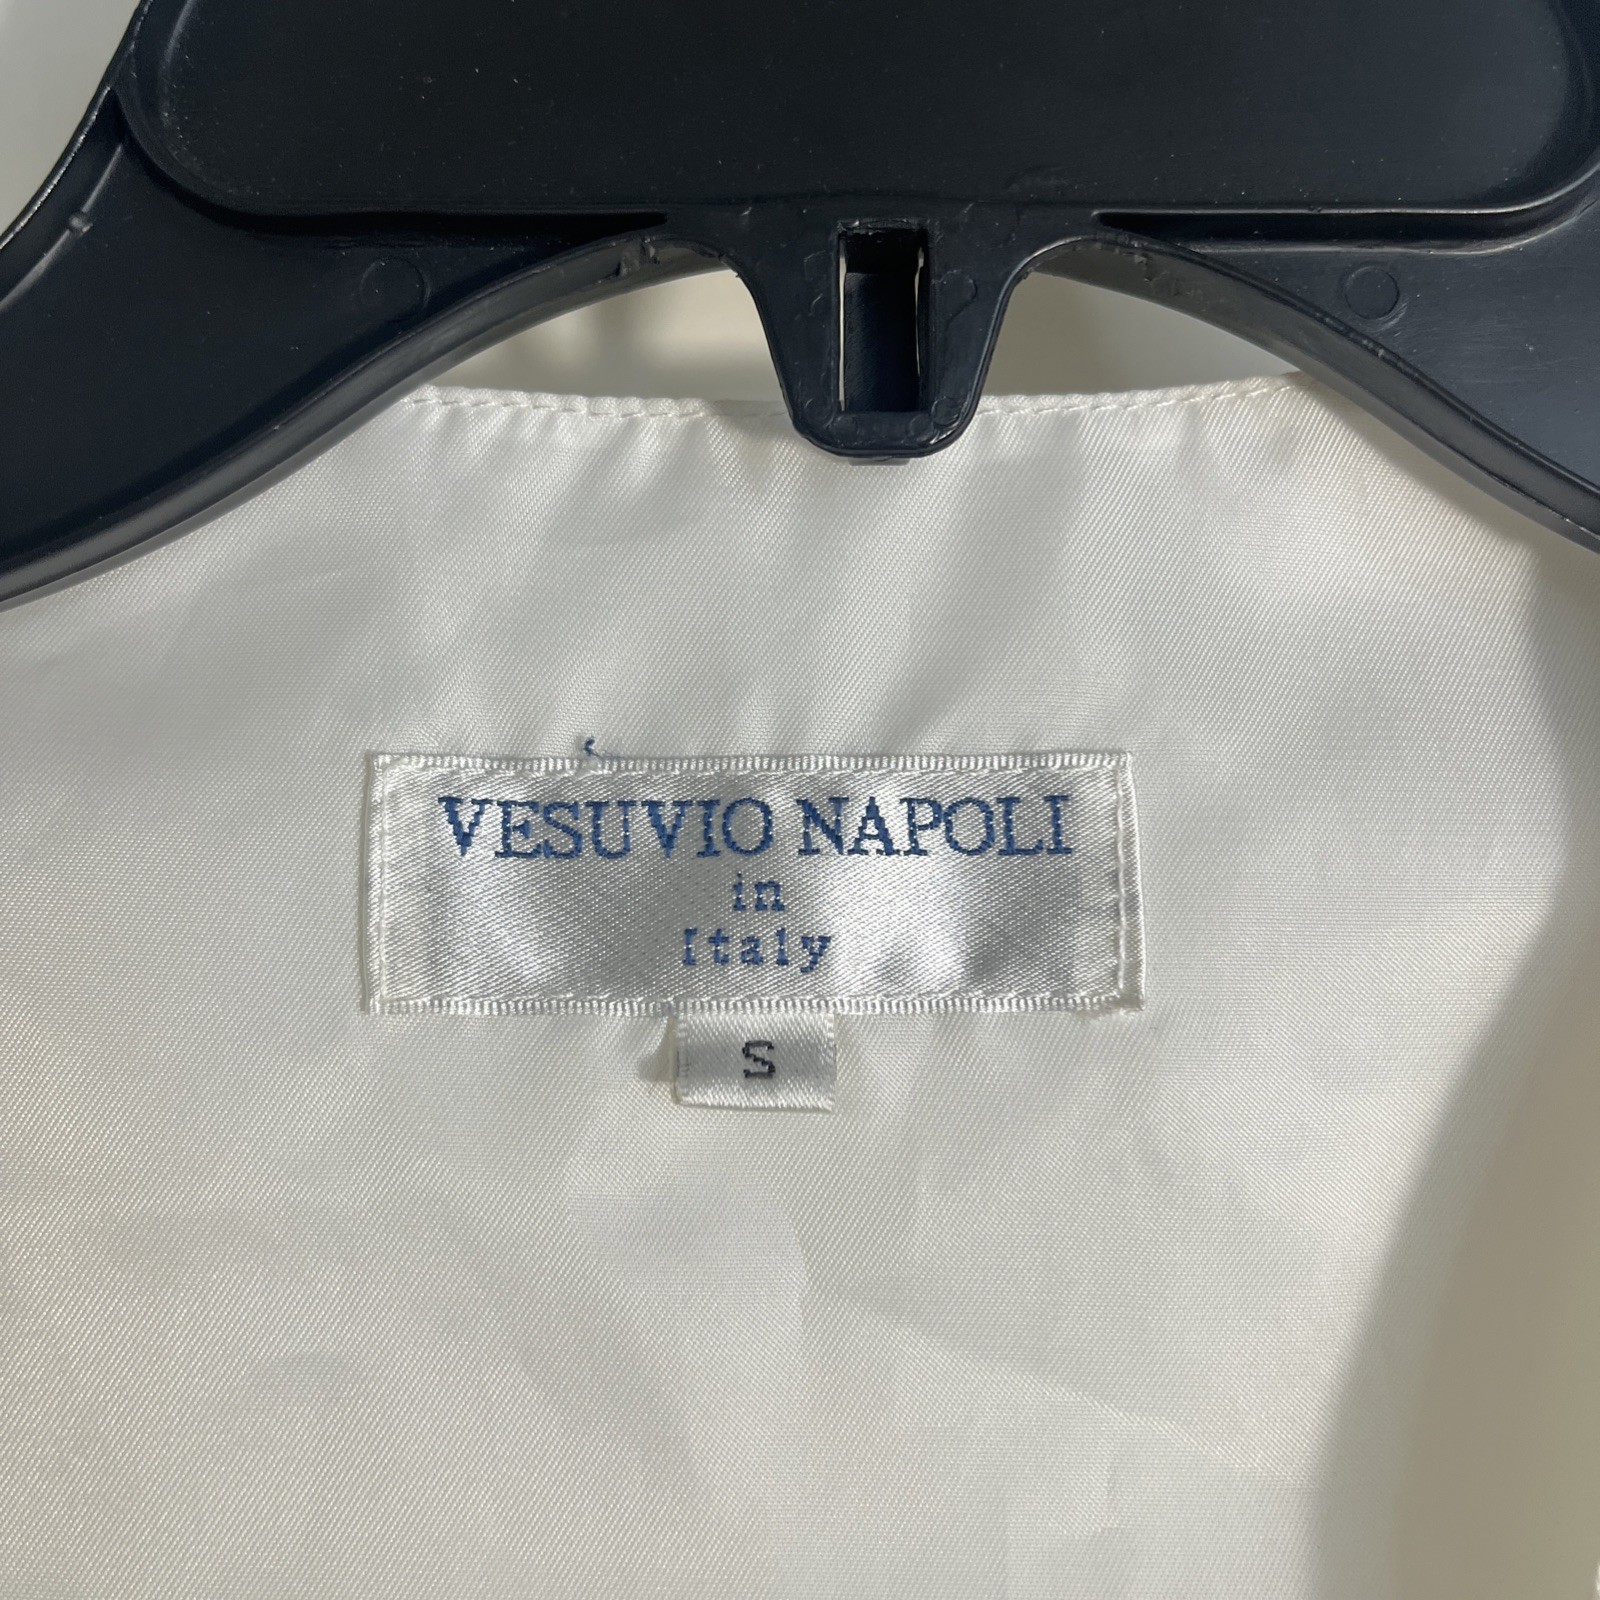 VESUVIO NAPOLI
in
Italy
S